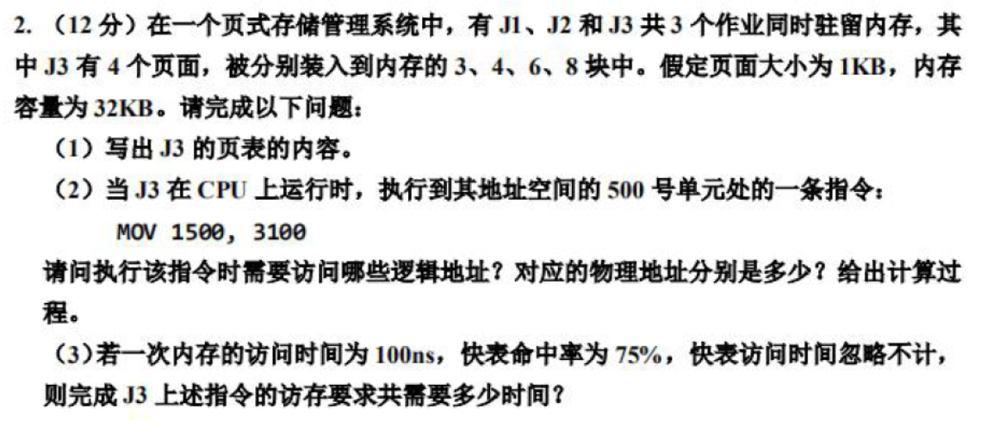 2. （12 分）在一个页式存储管理系统中，有 J1、J2 和 J3 共 3 个作业同时驻留内存，其
中 J3 有 4 个页面，被分别装入到内存的 3、4、6、8 块中。假定页面大小为 1KB，内存
容量为 32KB。请完成以下问题：
（1）写出 J3 的页表的内容。
（2）当 J3 在 CPU 上运行时，执行到其地址空间的 500 号单元处的一条指令：
MOV 1500, 3100
请问执行该指令时需要访问哪些逻辑地址？对应的物理地址分别是多少？给出计算过
程。
（3）若一次内存的访问时间为 100ns，快表命中率为 75%，快表访问时间忽略不计，
则完成 J3 上述指令的访存要求共需要多少时间？